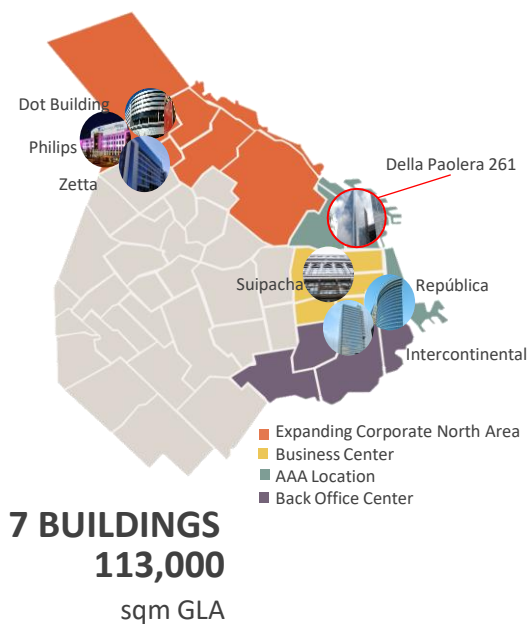 Dot Building
Philips
Zetta
Della Paolera 261
Suipacha
República
Intercontinental
Expanding Corporate North Area
Business Center
AAA Location
Back Office Center
7 BUILDINGS
113,000
sqm GLA